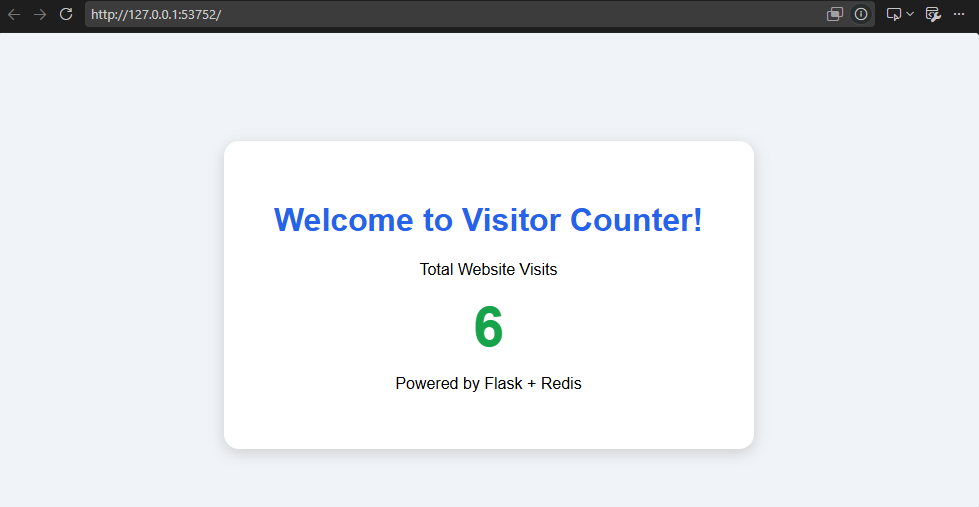 http://127.0.0.1:53752/
Welcome to Visitor Counter!
Total Website Visits
6
Powered by Flask + Redis